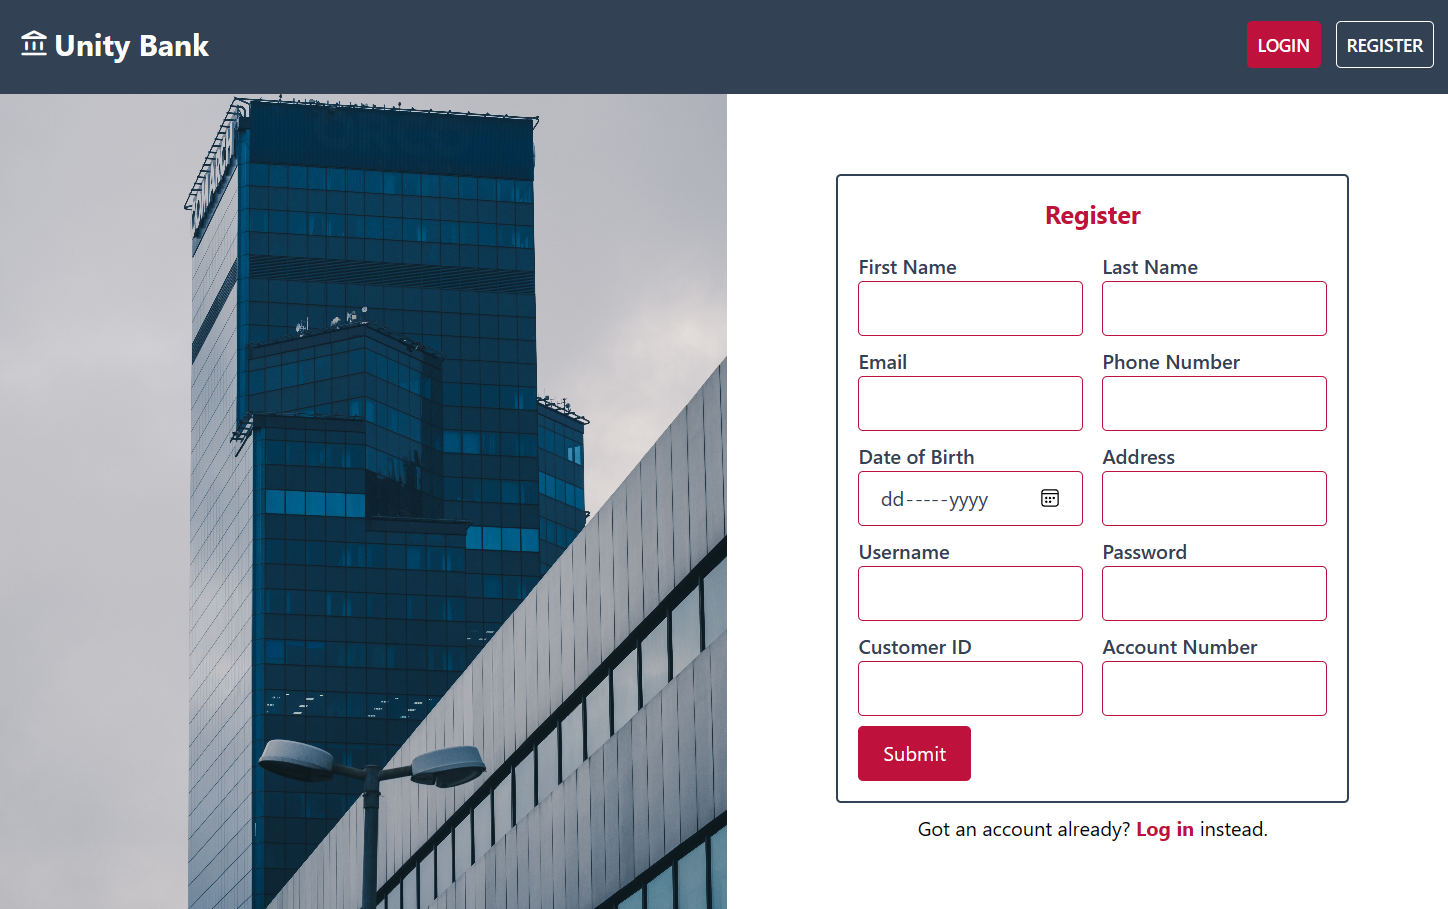 Unity Bank
LOGIN REGISTER
Register
First Name Last Name
Email Phone Number
Date of Birth Address
dd-----yyyy
Username Password
Customer ID Account Number
Submit
Got an account already? Log in instead.